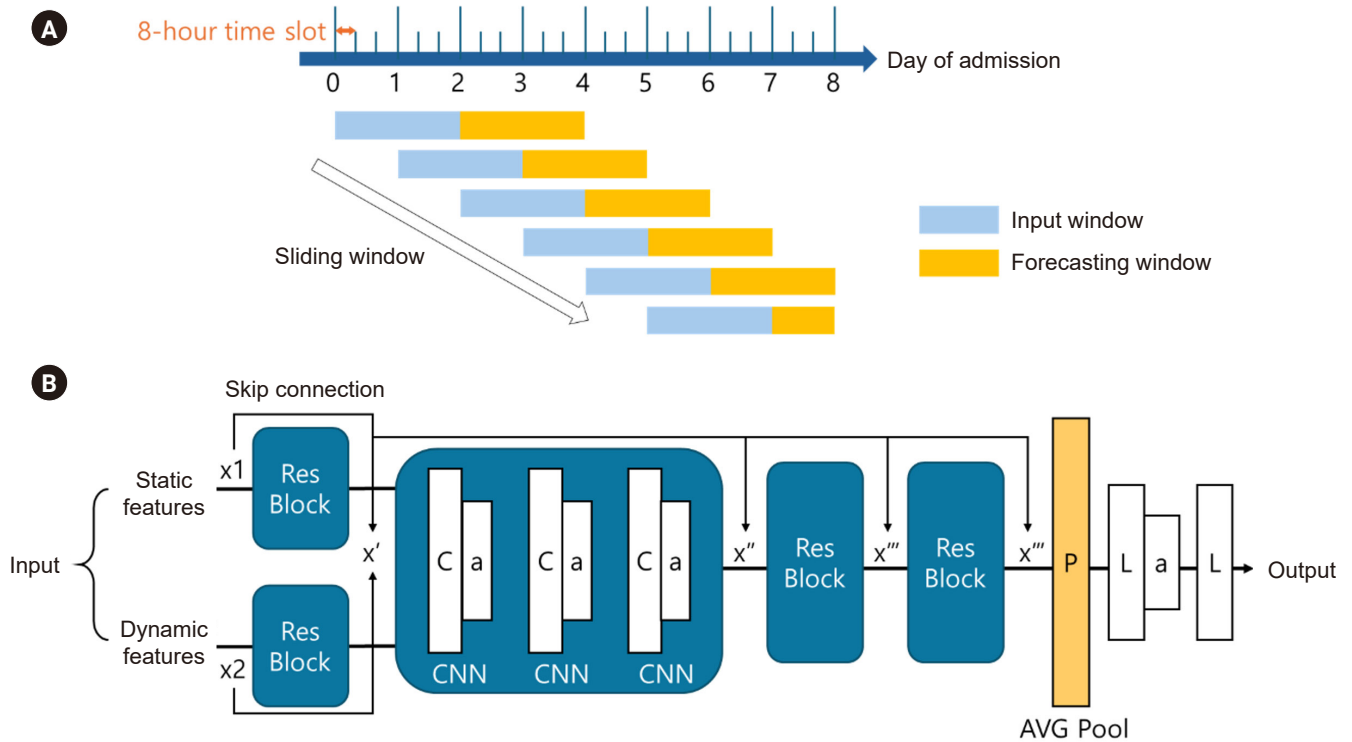 A
8-hour time slot
Day of admission
0 1 2 3 4 5 6 7 8
Sliding window
Input window
Forecasting window
B
Skip connection
Input
Static
features
Dynamic
features
x1
x2
Res
Block
Res
Block
x′
C a
C a
C a
CNN CNN CNN
x″
Res
Block
x‴
Res
Block
x‴
P
AVG Pool
L a L
Output